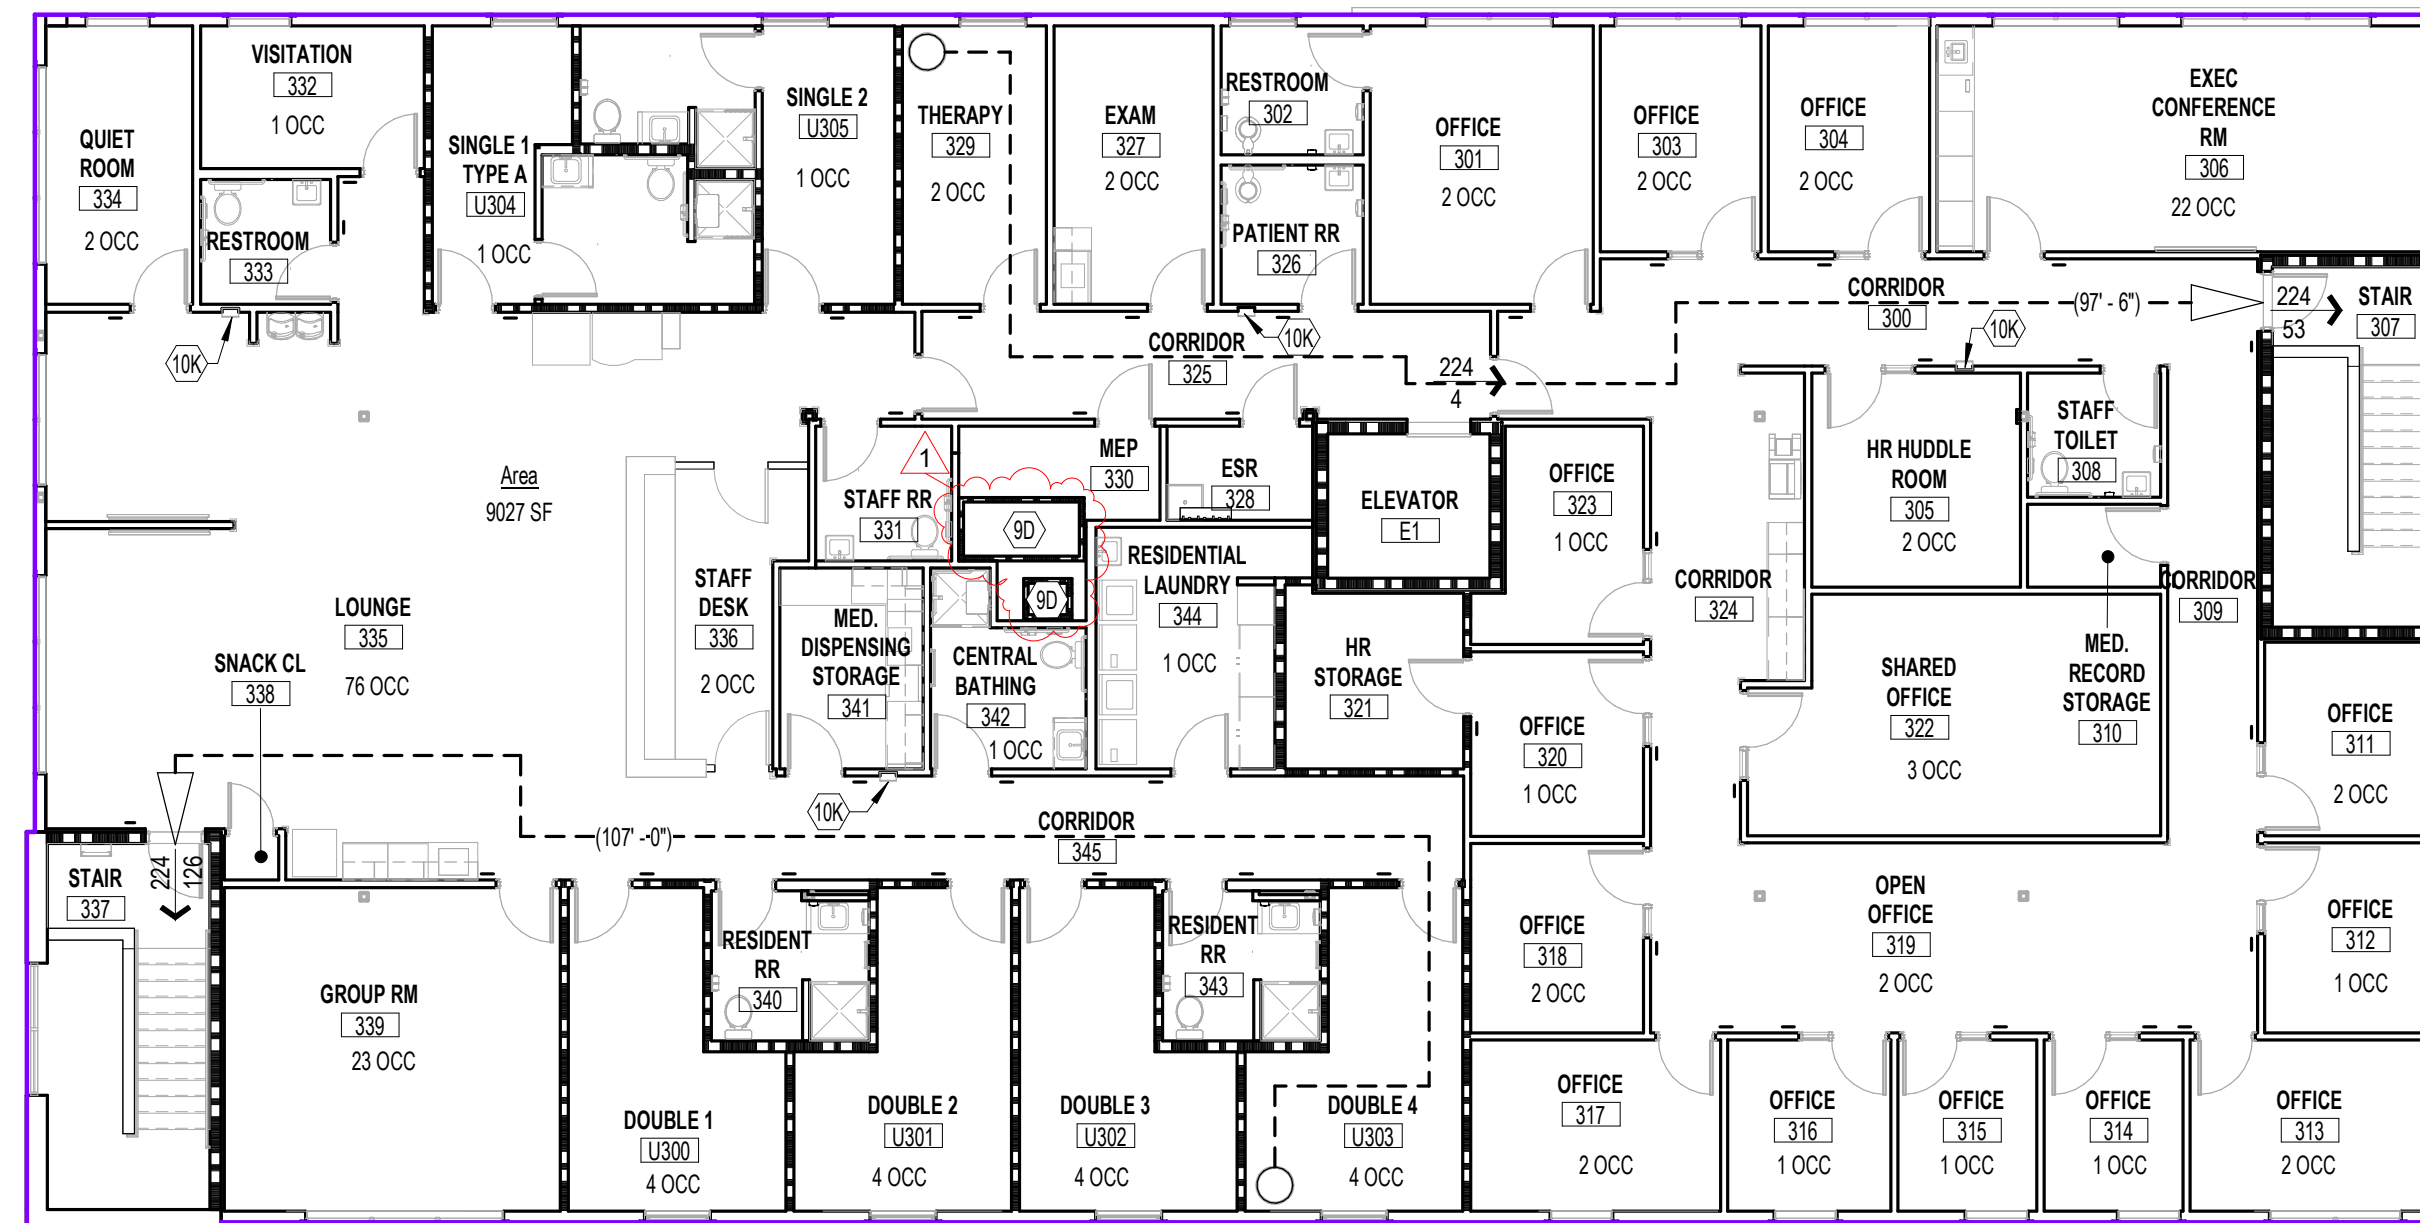 VISITATION
332
1 OCC
QUIET
ROOM
334
2 OCC
RESTROOM
333
SINGLE 1
TYPE A
U304
1 OCC
SINGLE 2
U305
1 OCC
THERAPY
329
2 OCC
EXAM
327
2 OCC
RESTROOM
302
PATIENT RR
326
OFFICE
301
2 OCC
OFFICE
303
2 OCC
OFFICE
304
2 OCC
EXEC
CONFERENCE
RM
306
22 OCC
CORRIDOR
300
(97' - 6")
224
53
STAIR
307
10K
10K
10K
CORRIDOR
325
224
4
Area
9027 SF
1
STAFF RR
331
MEP
330
9D
ESR
328
ELEVATOR
E1
OFFICE
323
1 OCC
HR HUDDLE
ROOM
305
2 OCC
STAFF
TOILET
308
LOUNGE
335
76 OCC
SNACK CL
338
STAFF
DESK
336
2 OCC
MED.
DISPENSING
STORAGE
341
9D
CENTRAL
BATHING
342
1 OCC
RESIDENTIAL
LAUNDRY
344
1 OCC
HR
STORAGE
321
OFFICE
320
1 OCC
CORRIDOR
324
SHARED
OFFICE
322
3 OCC
MED.
RECORD
STORAGE
310
CORRIDOR
309
OFFICE
311
2 OCC
10K
(107' -0")
CORRIDOR
345
STAIR
337
224
126
GROUP RM
339
23 OCC
RESIDENT
RR
340
RESIDENT
RR
343
DOUBLE 1
U300
4 OCC
DOUBLE 2
U301
4 OCC
DOUBLE 3
U302
4 OCC
DOUBLE 4
U303
4 OCC
OFFICE
318
2 OCC
OPEN
OFFICE
319
2 OCC
OFFICE
312
1 OCC
OFFICE
317
2 OCC
OFFICE
316
1 OCC
OFFICE
315
1 OCC
OFFICE
314
1 OCC
OFFICE
313
2 OCC